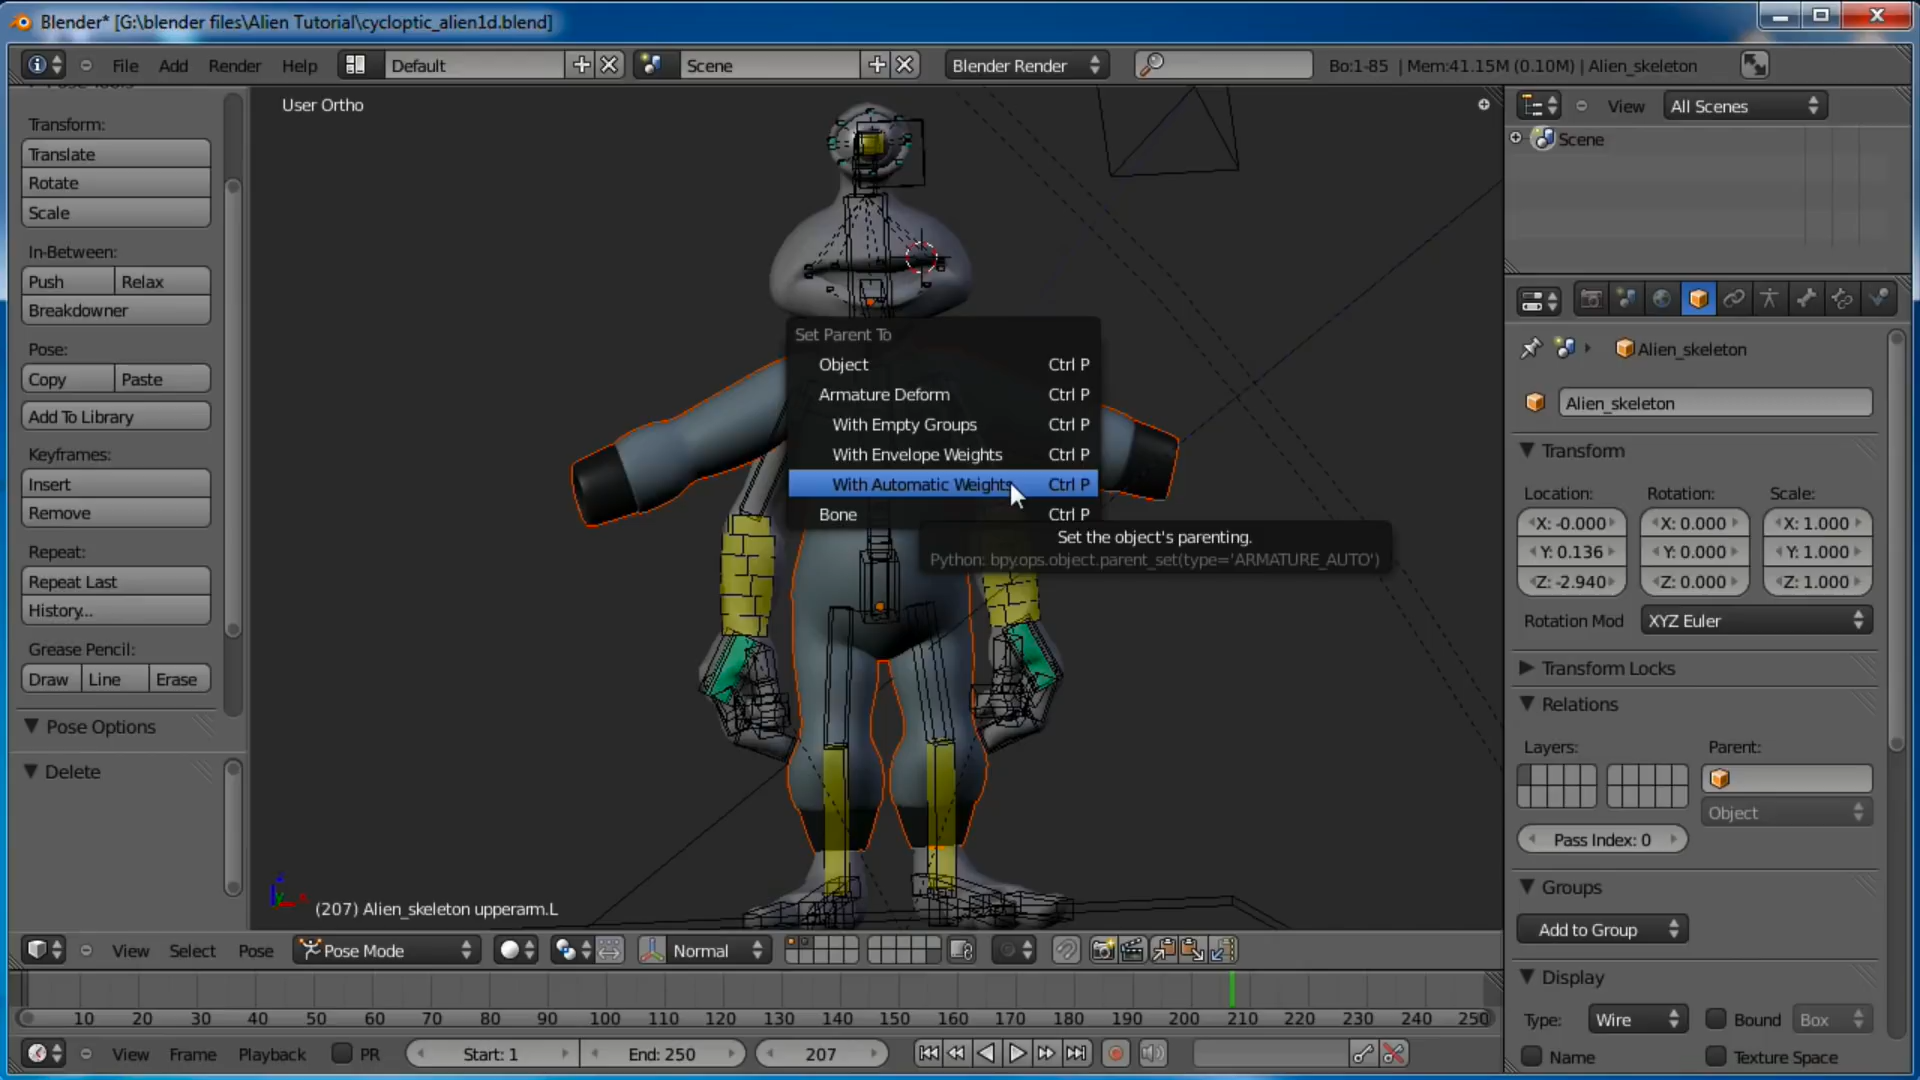 Blender* [G:\blender files\Alien Tutorial\cycloptic_alien1d.blend]
File Add Render Help Default Scene Blender Render Bo:1-85 | Mem:41.15M (0.10M) | Alien_skeleton
Transform:
Translate
Rotate
Scale
In-Between:
Push Relax
Breakdowner
Pose:
Copy Paste
Add To Library
Keyframes:
Insert
Remove
Repeat:
Repeat Last
History...
Grease Pencil:
Draw Line Erase
Pose Options
Delete
User Ortho
Set Parent To
Object Ctrl P
Armature Deform Ctrl P
With Empty Groups Ctrl P
With Envelope Weights Ctrl P
With Automatic Weights Ctrl P
Bone Ctrl P
Set the object's parenting.
Python: bpy.ops.object.parent_set(type='ARMATURE_AUTO')
(207) Alien_skeleton upperarm.L
View Select Pose Pose Mode Normal
10 20 30 40 50 60 70 80 90 100 110 120 130 140 150 160 170 180 190 200 210 220 230 240 250
View Frame Playback PR Start: 1 End: 250 207
View All Scenes
Scene
Alien_skeleton
Alien_skeleton
Transform
Location: Rotation: Scale:
X: -0.000 X: 0.000 X: 1.000
Y: 0.136 Y: 0.000 Y: 1.000
Z: -2.940 Z: 0.000 Z: 1.000
Rotation Mod XYZ Euler
Transform Locks
Relations
Layers: Parent:
Object
Pass Index: 0
Groups
Add to Group
Display
Type: Wire Bound Box
Name Texture Space